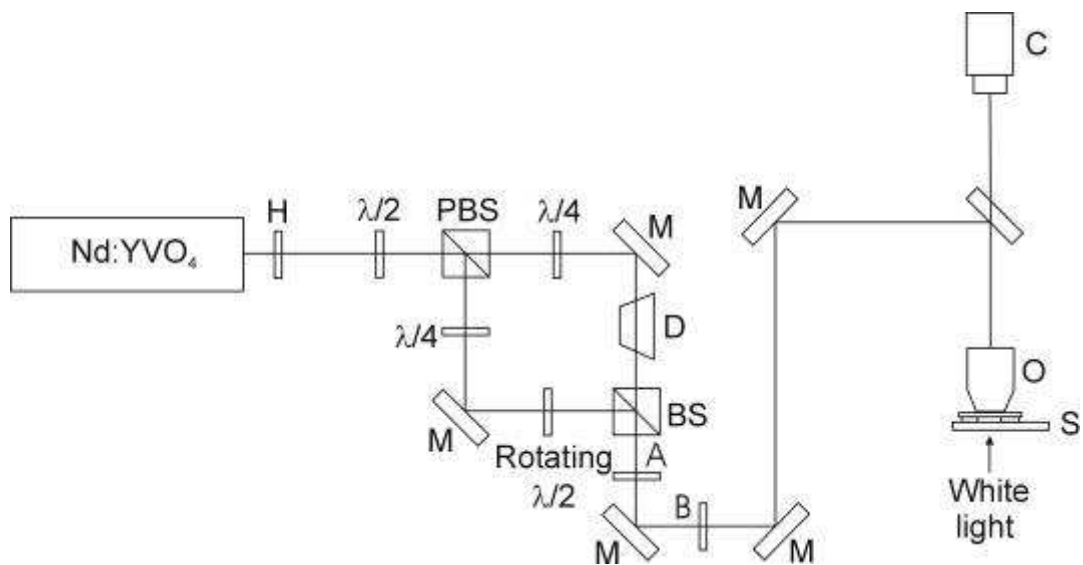 C
H
λ/2
PBS
λ/4
M
M
Nd:YVO₄
λ/4
D
O
M
BS
S
Rotating
λ/2
A
B
White
light
M
M